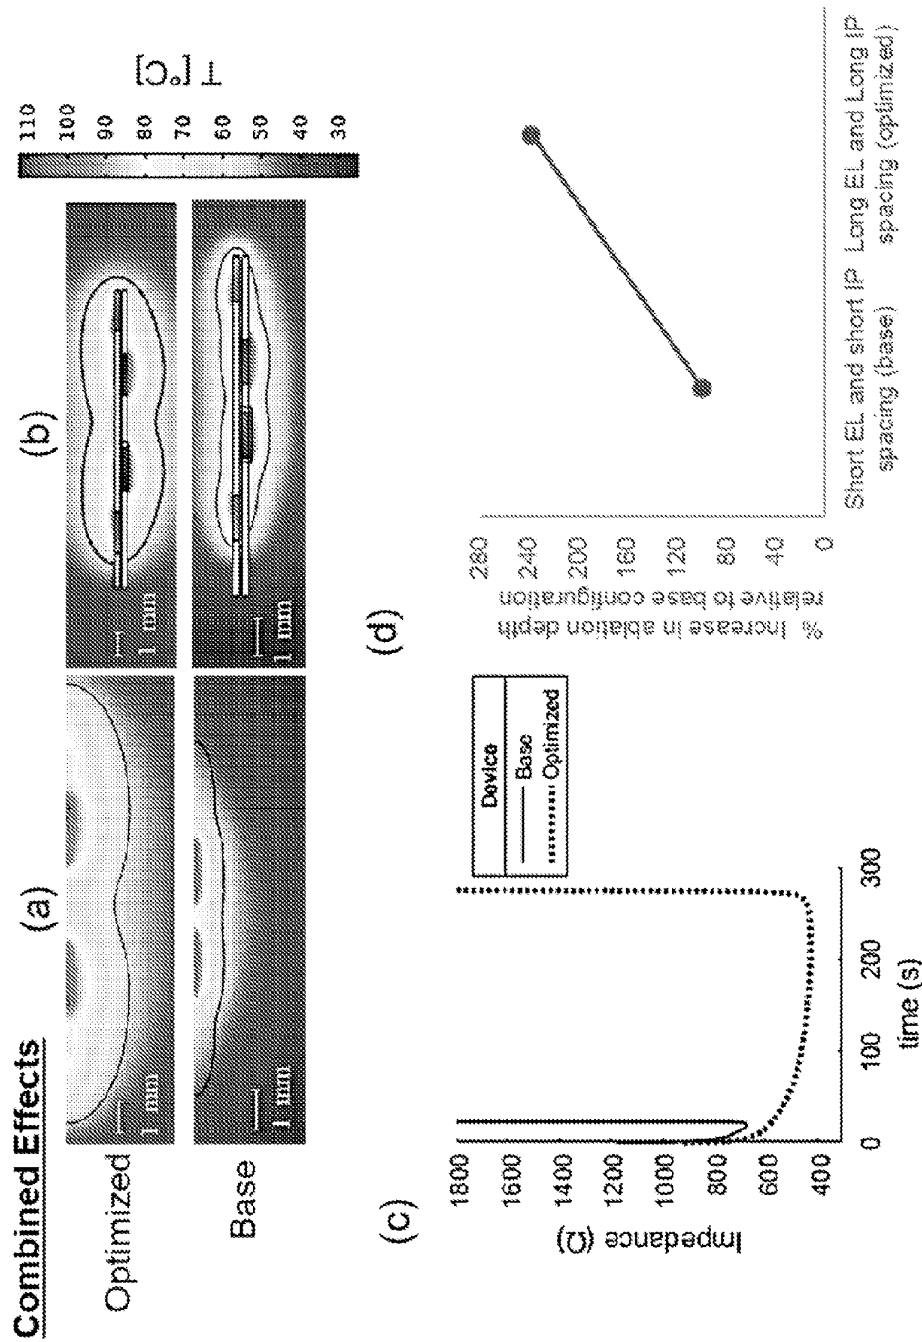 Combined Effects
(a)
(b)
Optimized
1 mm
1 mm
Base
1 mm
1 mm
110
100
90
80
70
60
50
40
30
T [°C]
(c)
1800
1600
1400
1200
1000
800
600
400
Impedance (Ω)
0
100
200
300
time (s)
Device
Base
Optimized
(d)
280
240
200
160
120
80
40
0
% Increase in ablation depth
relative to base configuration
Short EL and short IP
spacing (base)
Long EL and Long IP
spacing (optimized)